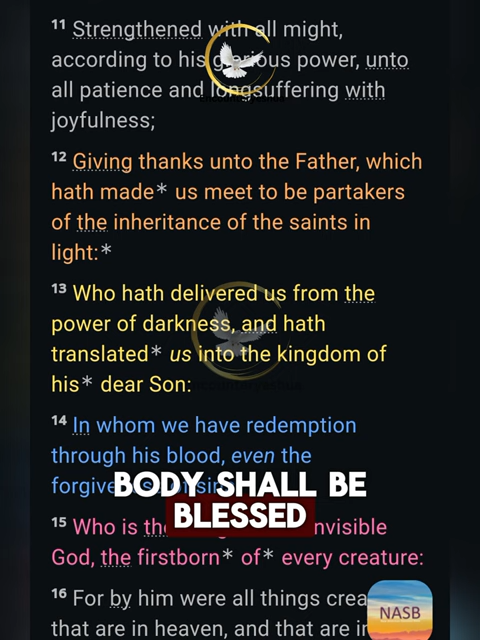 11 Strengthened with all might,
according to his glorious power, unto
all patience and longsuffering with
joyfulness;
12 Giving thanks unto the Father, which
hath made* us meet to be partakers
of the inheritance of the saints in
light:*
13 Who hath delivered us from the
power of darkness, and hath
translated* us into the kingdom of
his* dear Son:
14 In whom we have redemption
through his blood, even the
BODY SHALL BE
BLESSED
15 Who is the invisible
God, the firstborn* of* every creature:
16 For by him were all things
that are in heaven, and that are in
NASB